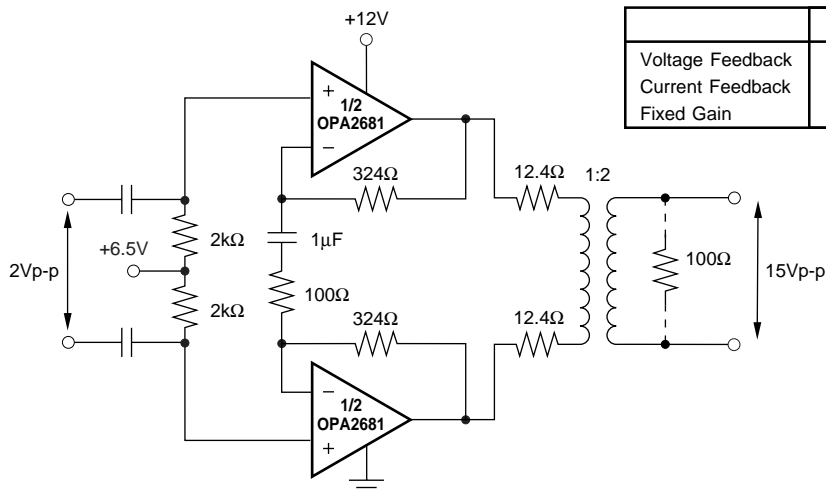 +12V
Voltage Feedback
Current Feedback
Fixed Gain
+
1/2
OPA2681
−
324Ω
12.4Ω
1:2
2kΩ
+6.5V
1µF
2Vp-p
100Ω
15Vp-p
2kΩ
100Ω
324Ω
12.4Ω
−
1/2
OPA2681
+